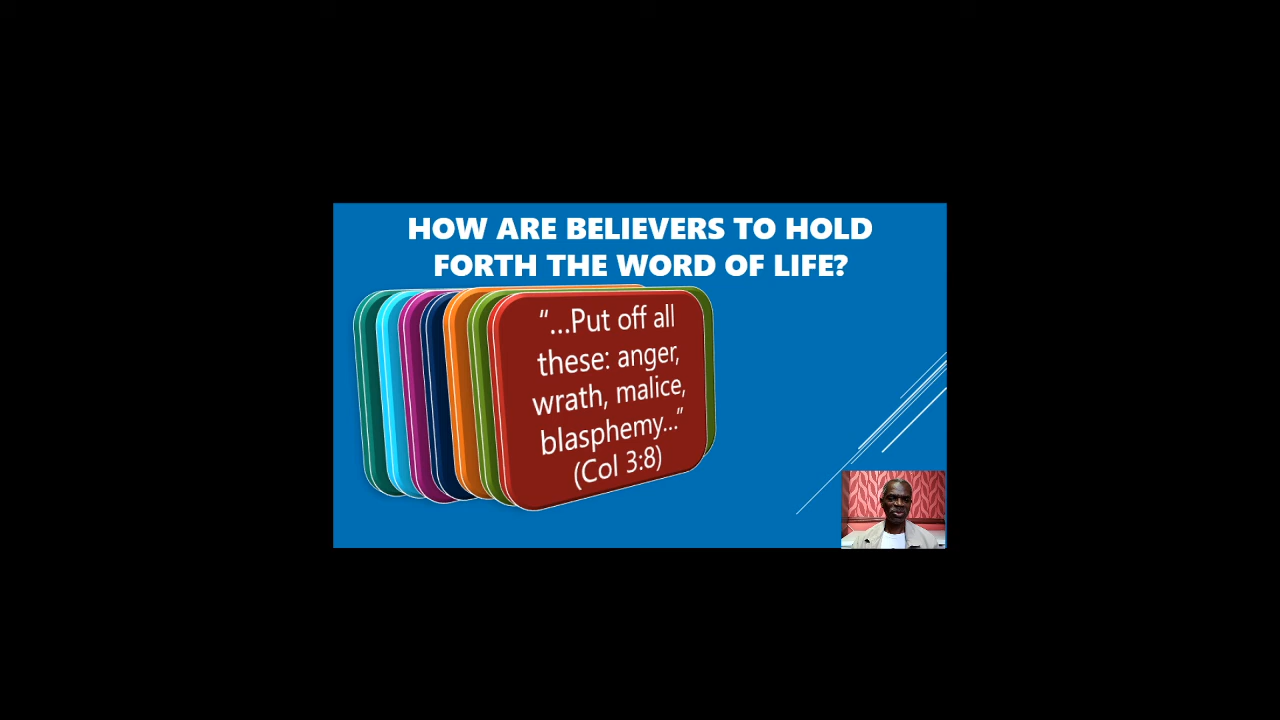 HOW ARE BELIEVERS TO HOLD
FORTH THE WORD OF LIFE?
“...Put off all
these: anger,
wrath, malice,
blasphemy...”
(Col 3:8)